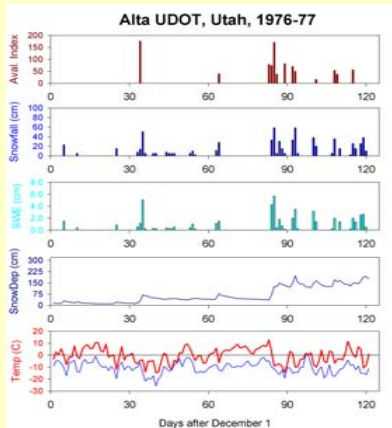 Alta UDOT, Utah, 1976-77
Aval. Index
200
150
100
50
0
0 30 60 90 120
Snowfall (cm)
100
80
60
40
20
0
0 30 60 90 120
SWE (cm)
8.0
6.0
4.0
2.0
0.0
0 30 60 90 120
SnowDep (cm)
300
225
150
75
0
0 30 60 90 120
Temp (C)
20
10
0
-10
-20
-30
0 30 60 90 120
Days after December 1